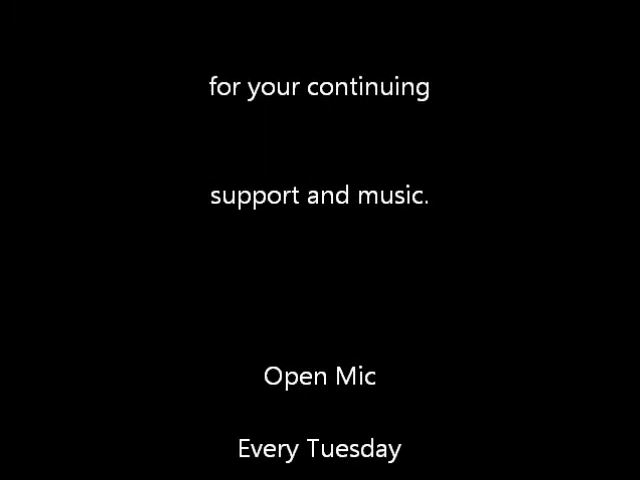 for your continuing
support and music.
Open Mic
Every Tuesday